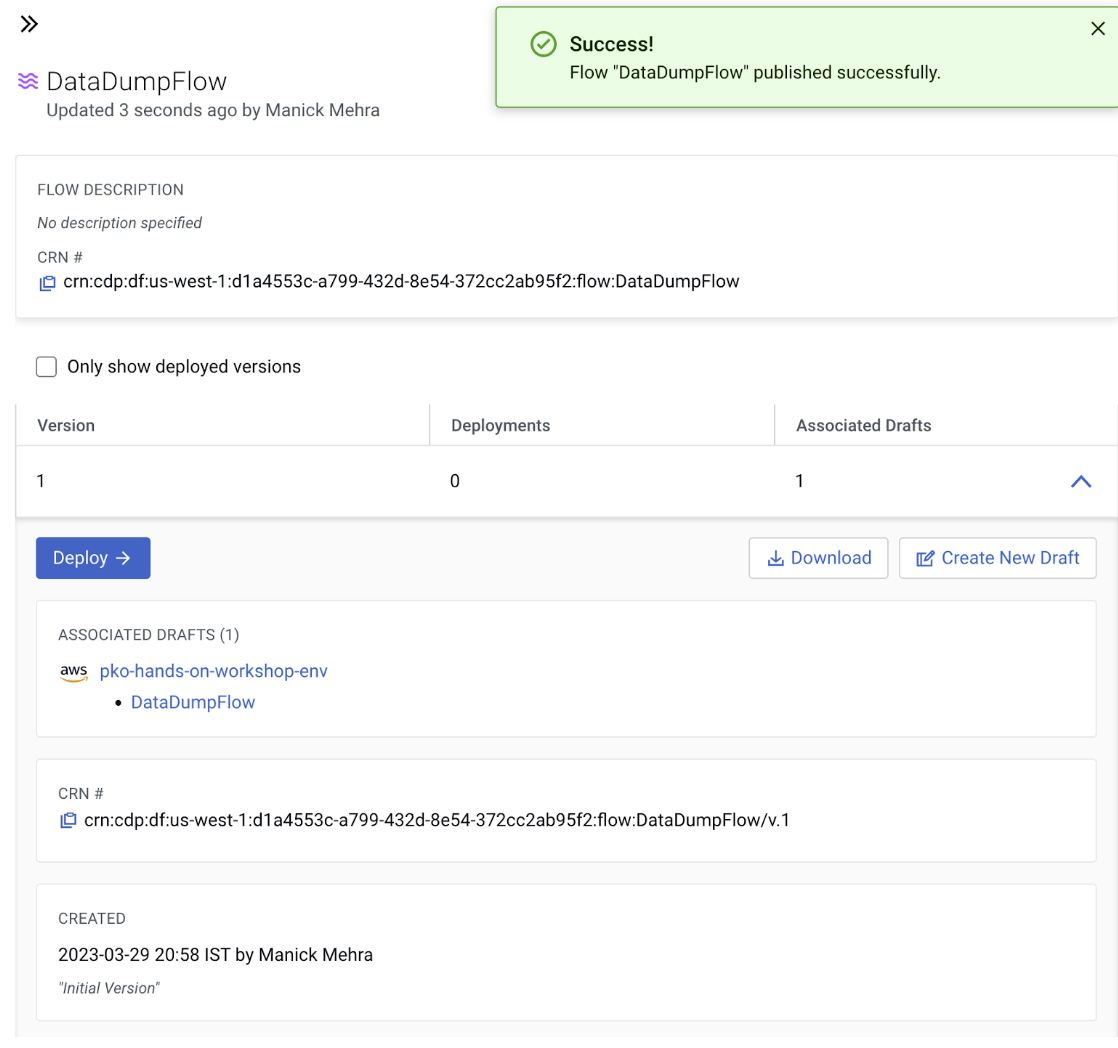 Success!
Flow "DataDumpFlow" published successfully.
DataDumpFlow
Updated 3 seconds ago by Manick Mehra
FLOW DESCRIPTION
No description specified
CRN #
crn:cdp:df:us-west-1:d1a4553c-a799-432d-8e54-372cc2ab95f2:flow:DataDumpFlow
Only show deployed versions
Version Deployments Associated Drafts
1 0 1
Deploy → Download Create New Draft
ASSOCIATED DRAFTS (1)
aws pko-hands-on-workshop-env
• DataDumpFlow
CRN #
crn:cdp:df:us-west-1:d1a4553c-a799-432d-8e54-372cc2ab95f2:flow:DataDumpFlow/v.1
CREATED
2023-03-29 20:58 IST by Manick Mehra
"Initial Version"